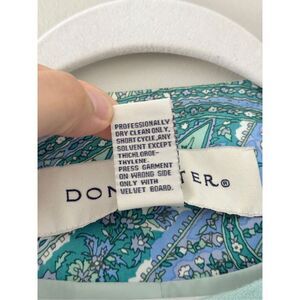 PROFESSIONALLY
DRY CLEAN ONLY,
SHORT CYCLE, ANY
SOLVENT EXCEPT
TRICHLOROE-
THYLENE.
PRESS GARMENT
ON WRONG SIDE
ONLY WITH
VELVET BOARD.
DON TER®